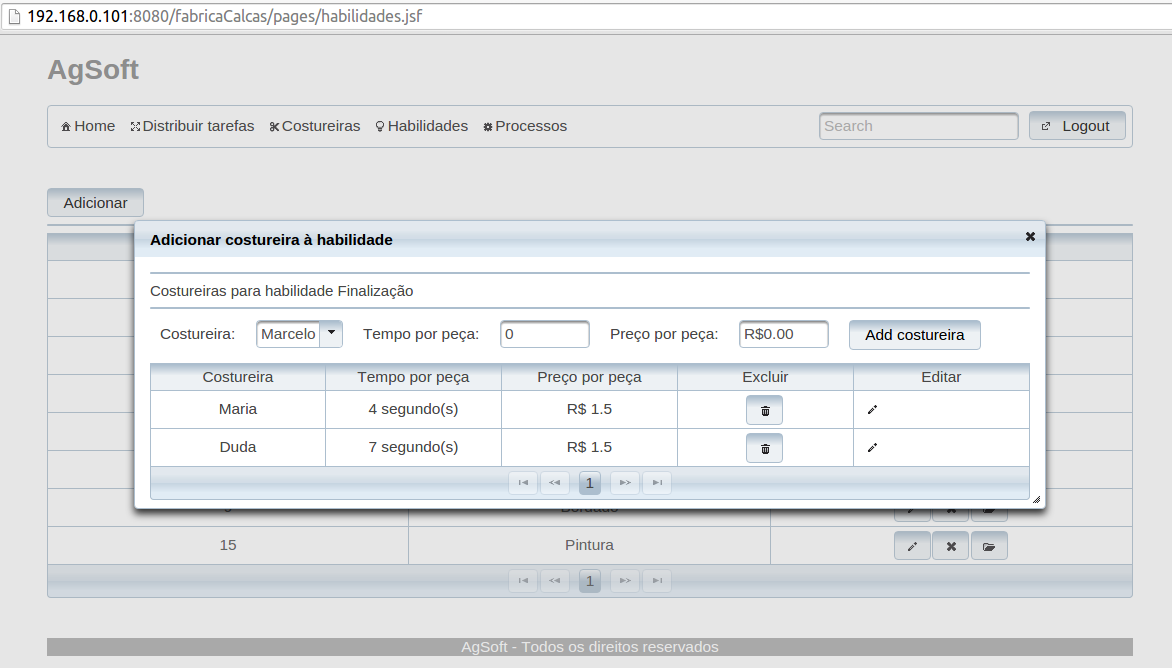 192.168.0.101:8080/fabricaCalcas/pages/habilidades.jsf
AgSoft
Home Distribuir tarefas Costureiras Habilidades Processos Search Logout
Adicionar
Adicionar costureira à habilidade
Costureiras para habilidade Finalização
Costureira: Marcelo Tempo por peça: 0 Preço por peça: R$0.00 Add costureira
Costureira Tempo por peça Preço por peça Excluir Editar
Maria 4 segundo(s) R$ 1.5
Duda 7 segundo(s) R$ 1.5
1
15 Pintura
1
AgSoft - Todos os direitos reservados